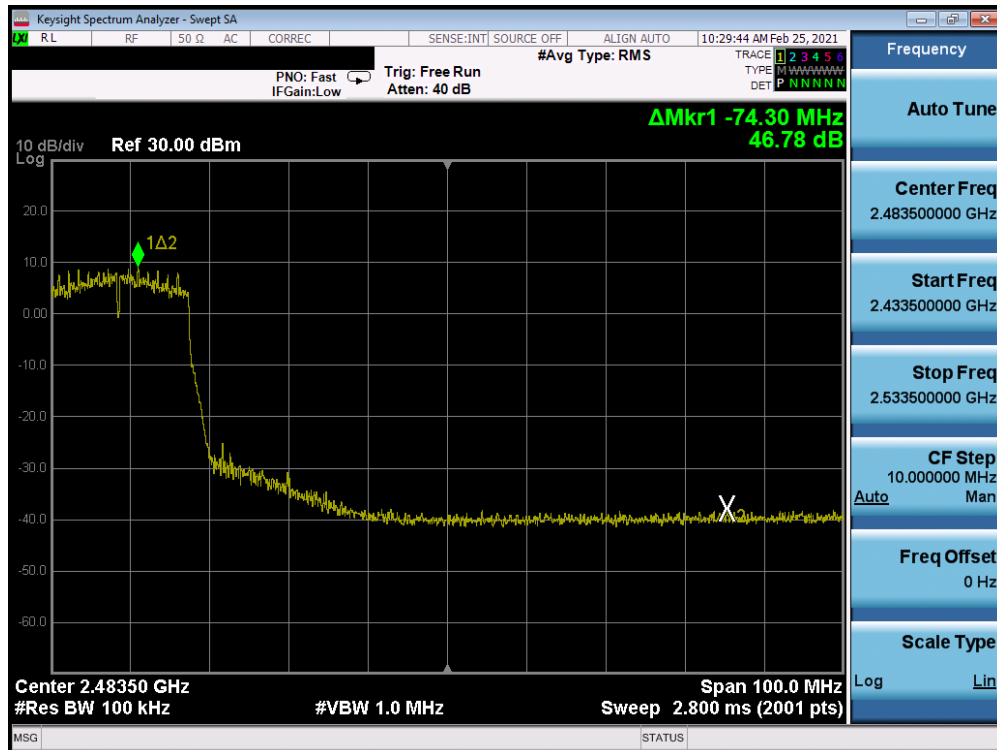 Keysight Spectrum Analyzer - Swept SA
LXI RL RF 50 Ω AC CORREC SENSE:INT SOURCE OFF ALIGN AUTO 10:29:44 AM Feb 25, 2021
#Avg Type: RMS
TRACE 1 2 3 4 5 6
PNO: Fast Trig: Free Run
TYPE M WWWWW
IFGain:Low Atten: 40 dB
DET P N N N N N
ΔMkr1 -74.30 MHz
46.78 dB
10 dB/div Ref 30.00 dBm
Log
20.0
1Δ2
10.0
0.00
-10.0
-20.0
-30.0
-40.0
X2
-50.0
-60.0
Center 2.48350 GHz Span 100.0 MHz
#Res BW 100 kHz #VBW 1.0 MHz Sweep 2.800 ms (2001 pts)
MSG STATUS
Frequency
Auto Tune
Center Freq
2.483500000 GHz
Start Freq
2.433500000 GHz
Stop Freq
2.533500000 GHz
CF Step
10.000000 MHz
Auto Man
Freq Offset
0 Hz
Scale Type
Log Lin